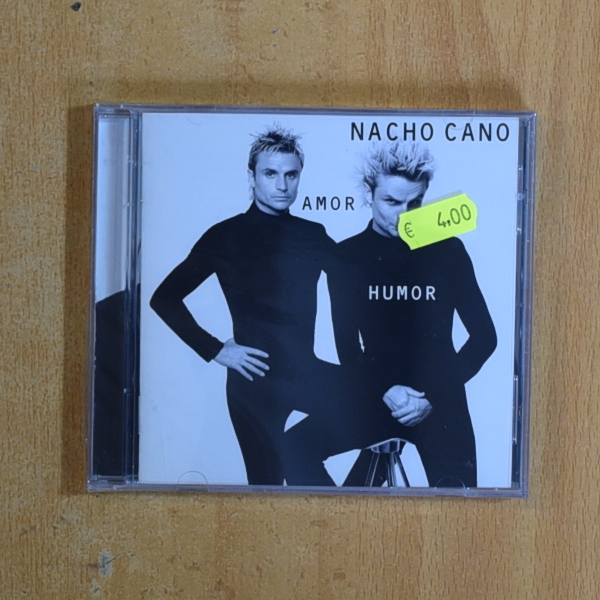 NACHO CANO
AMOR
€ 4,00
HUMOR